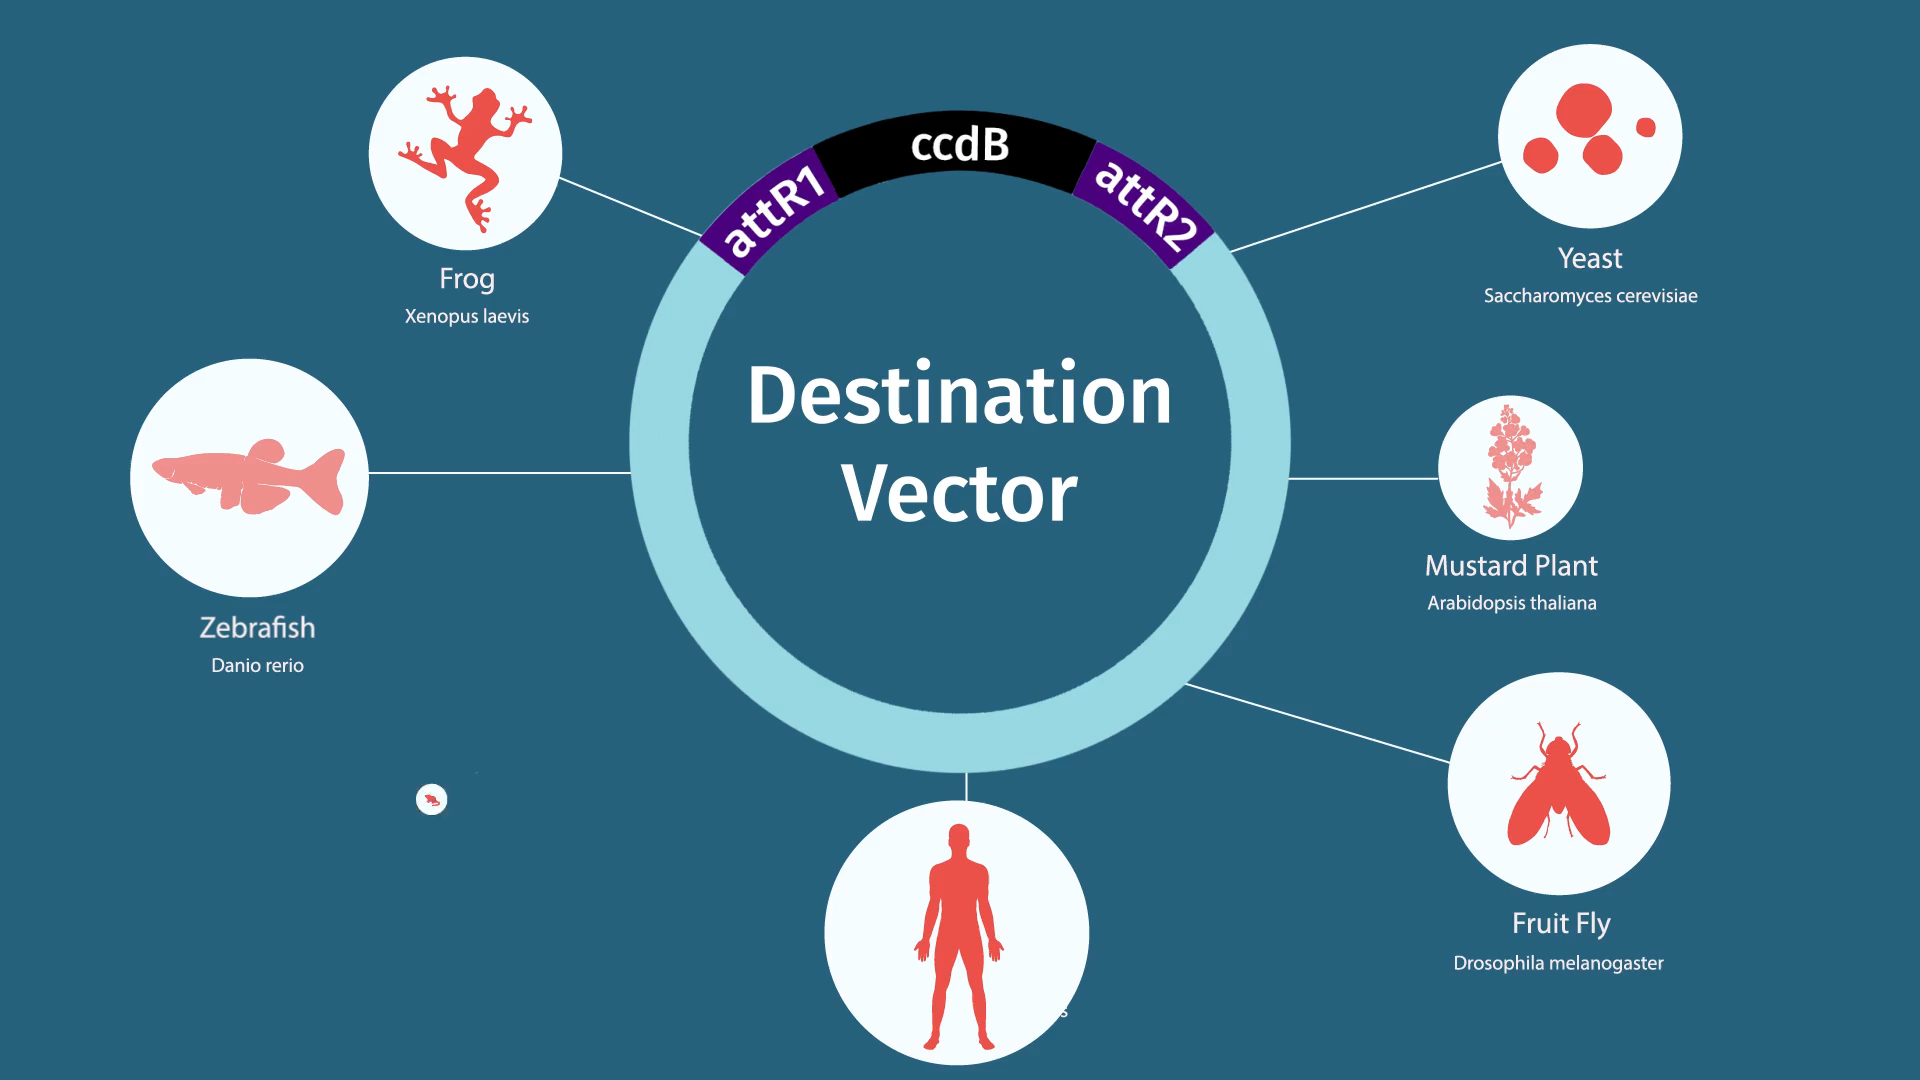 ccdB
attR1
attR2
Destination
Vector
Frog
Xenopus laevis
Yeast
Saccharomyces cerevisiae
Zebrafish
Danio rerio
Mustard Plant
Arabidopsis thaliana
Fruit Fly
Drosophila melanogaster